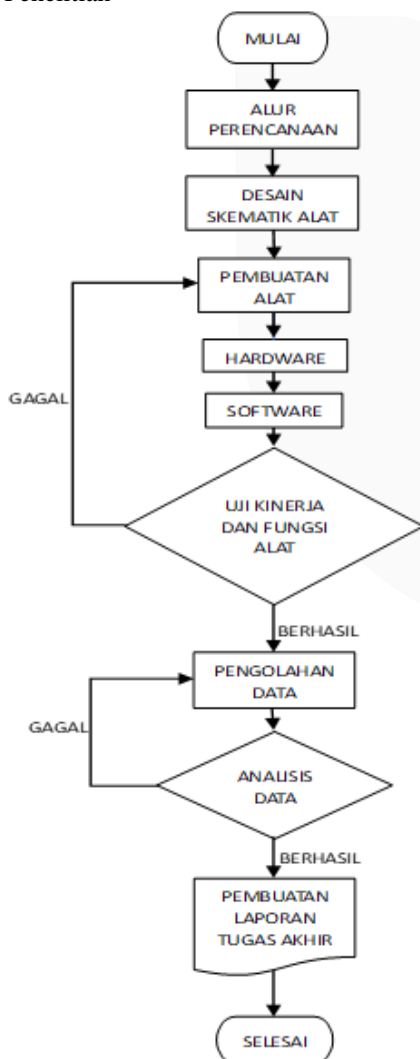 Penelitian
MULAI
ALUR
PERENCANAAN
DESAIN
SKEMATIK ALAT
PEMBUATAN
ALAT
HARDWARE
GAGAL
SOFTWARE
UJI KINERJA
DAN FUNGSI
ALAT
BERHASIL
PENGOLAHAN
DATA
GAGAL
ANALISIS
DATA
BERHASIL
PEMBUATAN
LAPORAN
TUGAS AKHIR
SELESAI